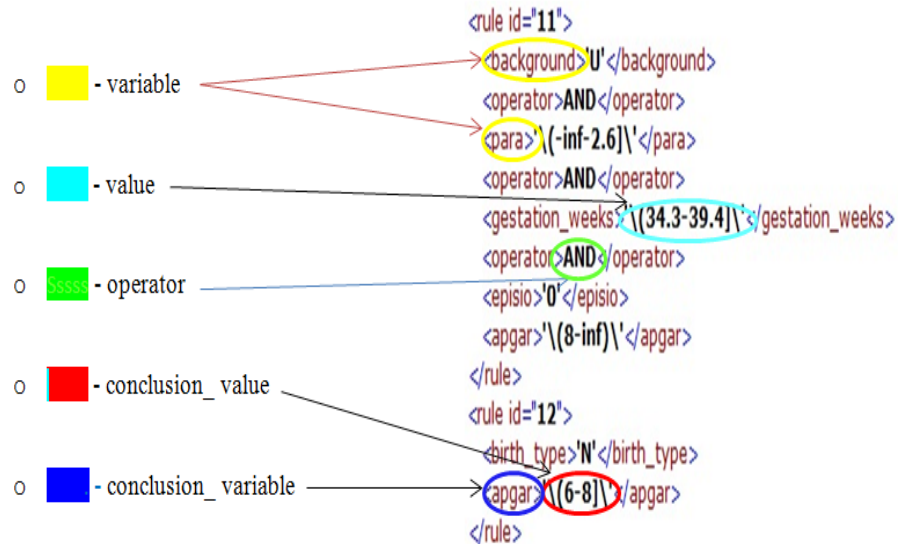 o - variable
o - value
o Sssss - operator
o - conclusion_ value
o - conclusion_ variable
<rule id="11">
<background>'U'</background>
<operator>AND</operator>
<para>'\(-inf-2.6]\'</para>
<operator>AND</operator>
<gestation_weeks>'\(34.3-39.4]\'</gestation_weeks>
<operator>AND</operator>
<episio>'0'</episio>
<apgar>'\(8-inf)\'</apgar>
</rule>
<rule id="12">
<birth_type>'N'</birth_type>
<apgar>'\(6-8]\'</apgar>
</rule>